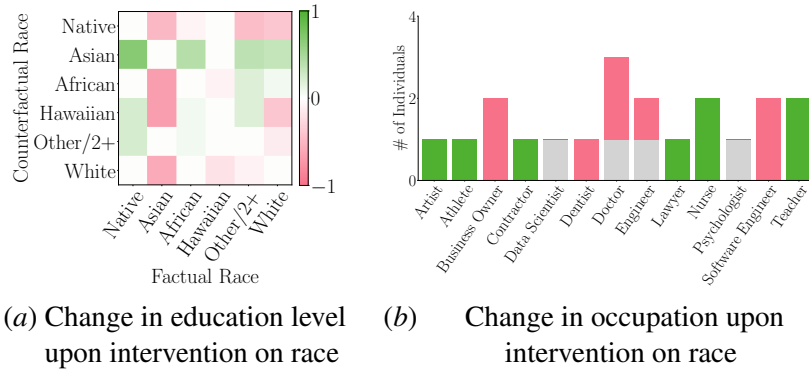 Counterfactual Race
Native
Asian
African
Hawaiian
Other/2+
White
Native
Asian
African
Hawaiian
Other/2+
White
Factual Race
1
0
−1
# of Individuals
4
2
0
Artist
Athlete
Business Owner
Contractor
Data Scientist
Dentist
Doctor
Engineer
Lawyer
Nurse
Psychologist
Software Engineer
Teacher
(a) Change in education level
upon intervention on race
(b) Change in occupation upon
intervention on race